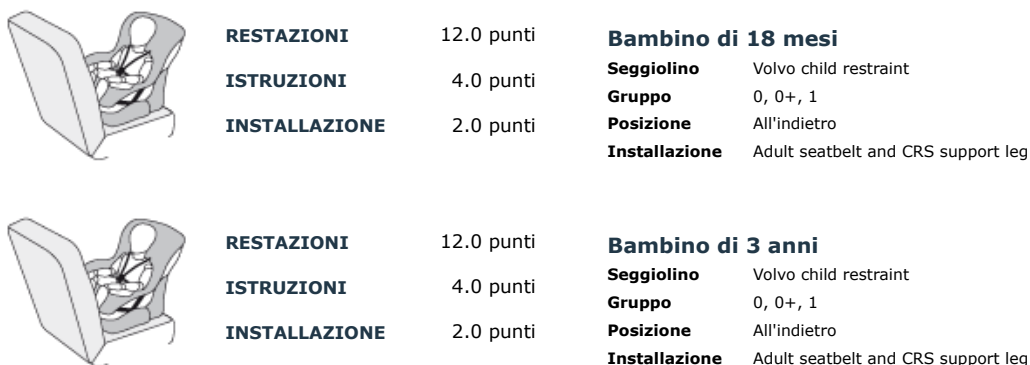 RESTAZIONI 12.0 punti
ISTRUZIONI 4.0 punti
INSTALLAZIONE 2.0 punti
Bambino di 18 mesi
Seggiolino Volvo child restraint
Gruppo 0, 0+, 1
Posizione All'indietro
Installazione Adult seatbelt and CRS support leg
RESTAZIONI 12.0 punti
ISTRUZIONI 4.0 punti
INSTALLAZIONE 2.0 punti
Bambino di 3 anni
Seggiolino Volvo child restraint
Gruppo 0, 0+, 1
Posizione All'indietro
Installazione Adult seatbelt and CRS support leg